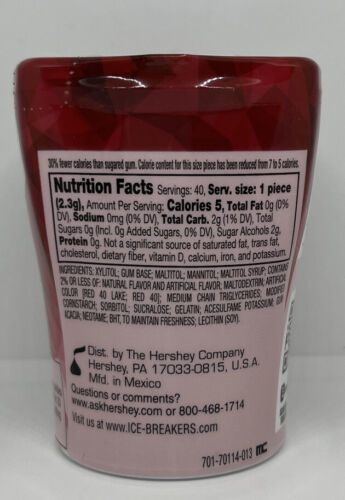 30% fewer calories than sugared gum. Calorie content for this size piece has been reduced from 7 to 5 calories.
Nutrition Facts Servings: 40, Serv. size: 1 piece
(2.3g), Amount Per Serving: Calories 5, Total Fat 0g (0%
DV), Sodium 0mg (0% DV), Total Carb. 2g (1% DV), Total
Sugars 0g (Incl. 0g Added Sugars, 0% DV), Sugar Alcohols 2g,
Protein 0g. Not a significant source of saturated fat, trans fat,
cholesterol, dietary fiber, vitamin D, calcium, iron, and potassium.
INGREDIENTS: XYLITOL; GUM BASE; MALTITOL; MANNITOL; MALTITOL SYRUP; CONTAINS
2% OR LESS OF: NATURAL FLAVOR AND ARTIFICIAL FLAVOR; MALTODEXTRIN; ARTIFICIAL
COLOR [RED 40 LAKE; RED 40]; MEDIUM CHAIN TRIGLYCERIDES; MODIFIED
CORNSTARCH; SORBITOL; SUCRALOSE; GELATIN; ACESULFAME POTASSIUM; GUM
ACACIA; NEOTAME; BHT, TO MAINTAIN FRESHNESS; LECITHIN (SOY).
Dist. by The Hershey Company
Hershey, PA 17033-0815, U.S.A.
Mfd. in Mexico
Questions or comments?
www.askhershey.com or 800-468-1714
Visit us at www.ICE-BREAKERS.com
701-70114-013 MC